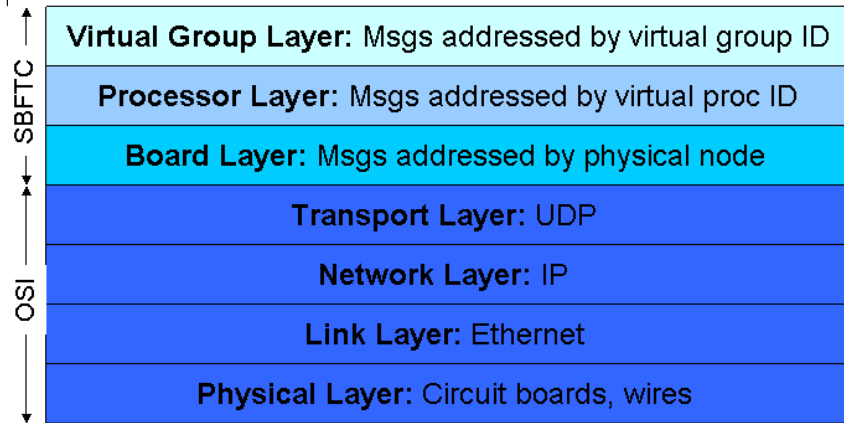 SBFTC
Virtual Group Layer: Msgs addressed by virtual group ID
Processor Layer: Msgs addressed by virtual proc ID
Board Layer: Msgs addressed by physical node
OSI
Transport Layer: UDP
Network Layer: IP
Link Layer: Ethernet
Physical Layer: Circuit boards, wires